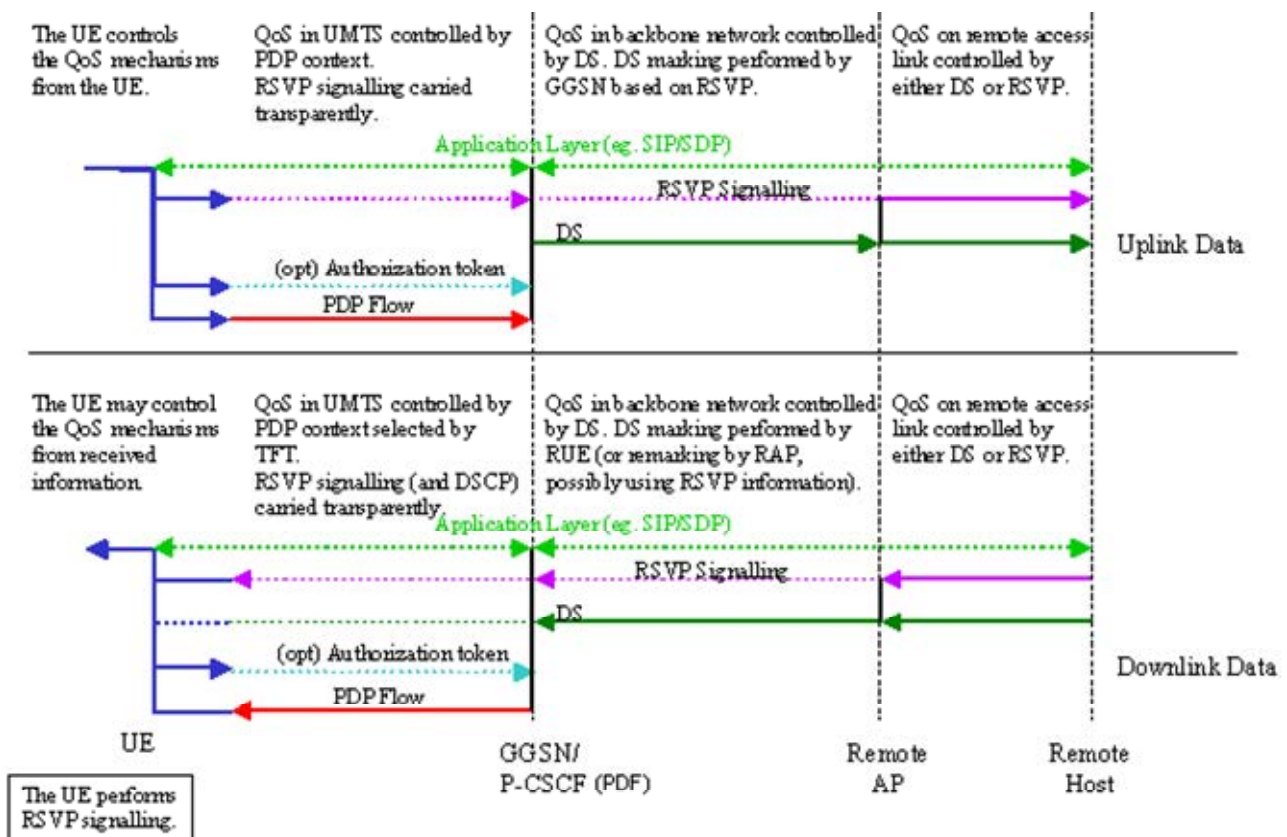 The UE controls
the QoS mechanisms
from the UE.
QoS in UMTS controlled by
PDP context.
RSVP signalling carried
transparently.
QoS in backbone network controlled
by DS. DS marking performed by
GGSN based on RSVP.
QoS on remote access
link controlled by
either DS or RSVP.
Application Layer (eg. SIP/SDP)
RSVP Signalling
DS
Uplink Data
(opt) Authorization token
PDP Flow
The UE may control
the QoS mechanisms
from received
information.
QoS in UMTS controlled by
PDP context selected by
TFT.
RSVP signalling (and DSCP)
carried transparently.
QoS in backbone network controlled
by DS. DS marking performed by
RUE (or remarking by RAP,
possibly using RSVP information).
QoS on remote access
link controlled by
either DS or RSVP.
Application Layer (eg. SIP/SDP)
RSVP Signalling
DS
(opt) Authorization token
Downlink Data
PDP Flow
UE
GGSN/
P-CSCF (PDF)
Remote
AP
Remote
Host
The UE performs
RSVP signalling.